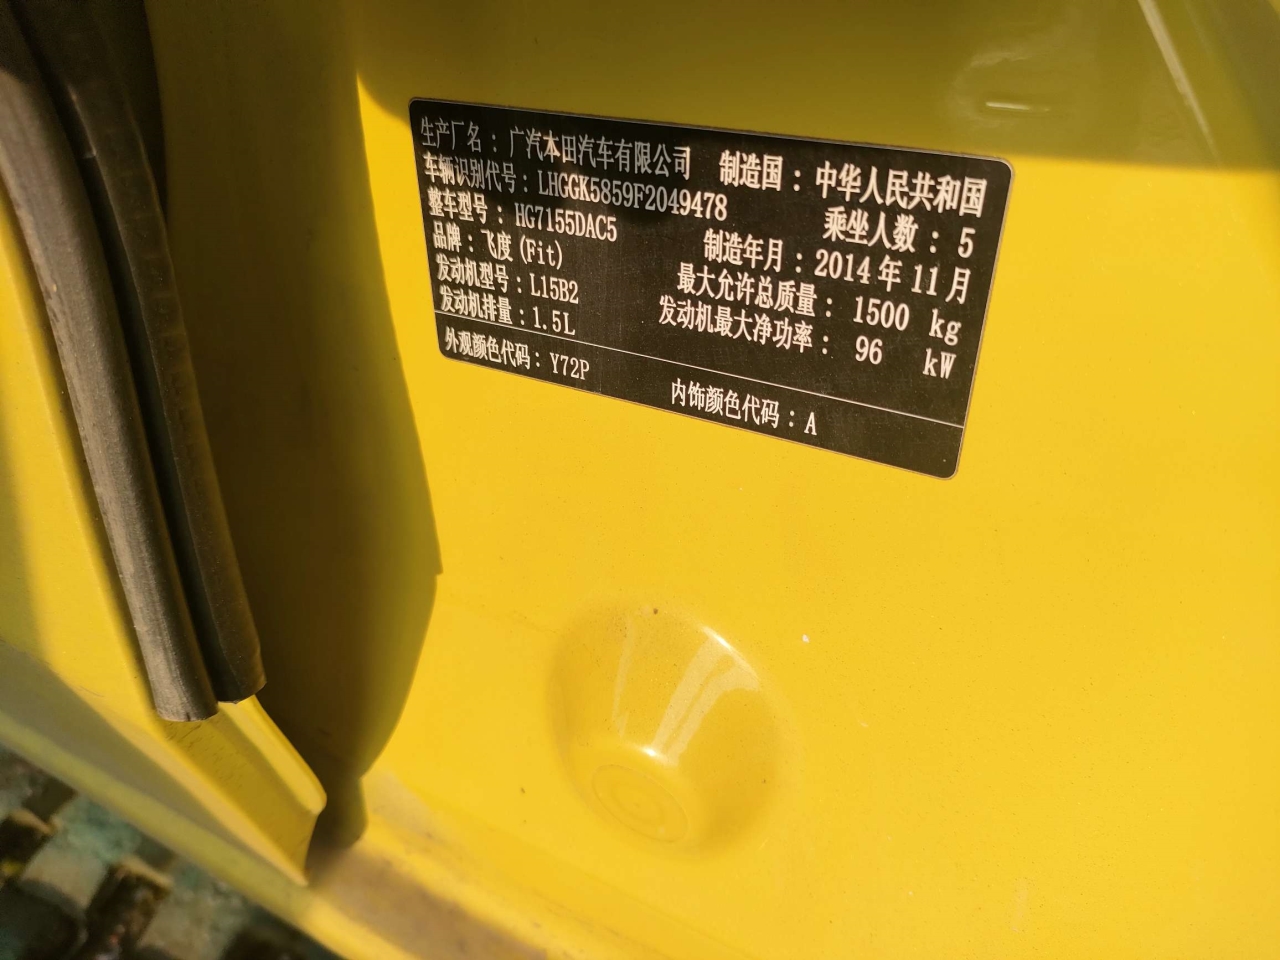 生产厂名：广汽本田汽车有限公司 制造国：中华人民共和国
车辆识别代号：LHGGK5859F2049478 乘坐人数：5
整车型号：HG7155DAC5 制造年月：2014年11月
品牌：飞度(Fit) 最大允许总质量：1500 kg
发动机型号：L15B2 发动机最大净功率：96 kW
发动机排量：1.5L
外观颜色代码：Y72P 内饰颜色代码：A